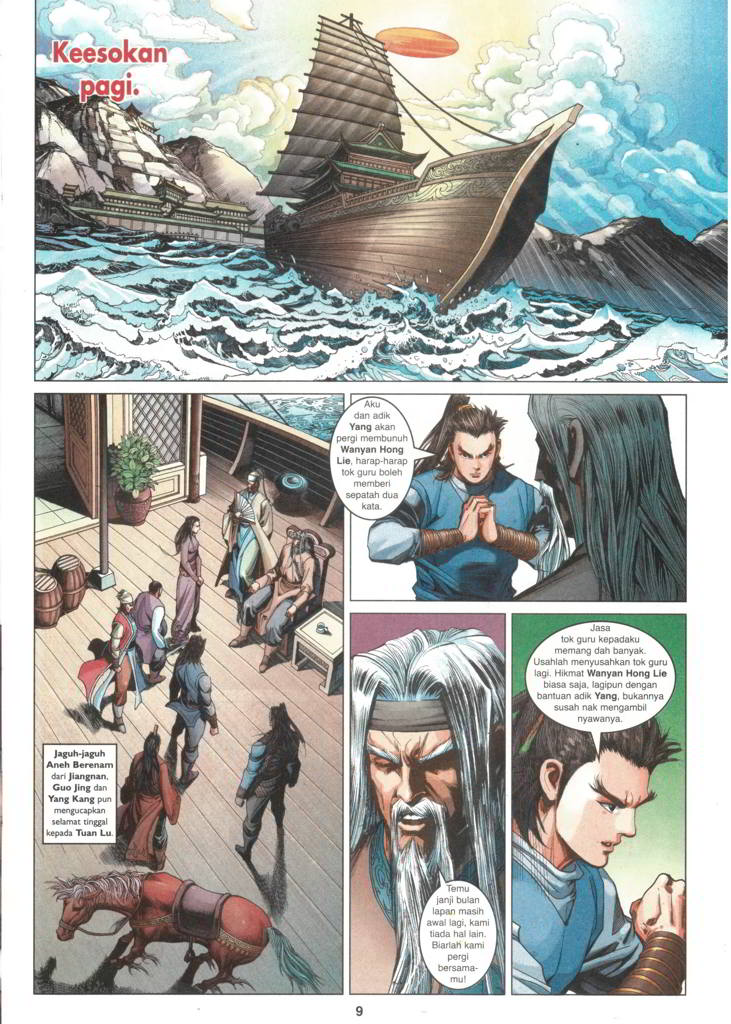 Keesokan
pagi.
Aku
dan adik
Yang akan
pergi membunuh
Wanyan Hong
Lie, harap-harap
tok guru boleh
memberi
sepatah dua
kata.
Jaguh-jaguh
Aneh Berenam
dari Jiangnan,
Guo Jing dan
Yang Kang pun
mengucapkan
selamat tinggal
kepada Tuan Lu.
Temu
janji bulan
lapan masih
awal lagi, kami
tiada hal lain.
Biarlah kami
pergi
bersama-
mu!
Jasa
tok guru kepadaku
memang dah banyak.
Usahlah menyusahkan tok guru
lagi. Hikmat Wanyan Hong Lie
biasa saja, lagipun dengan
bantuan adik Yang, bukannya
susah nak mengambil
nyawanya.
9